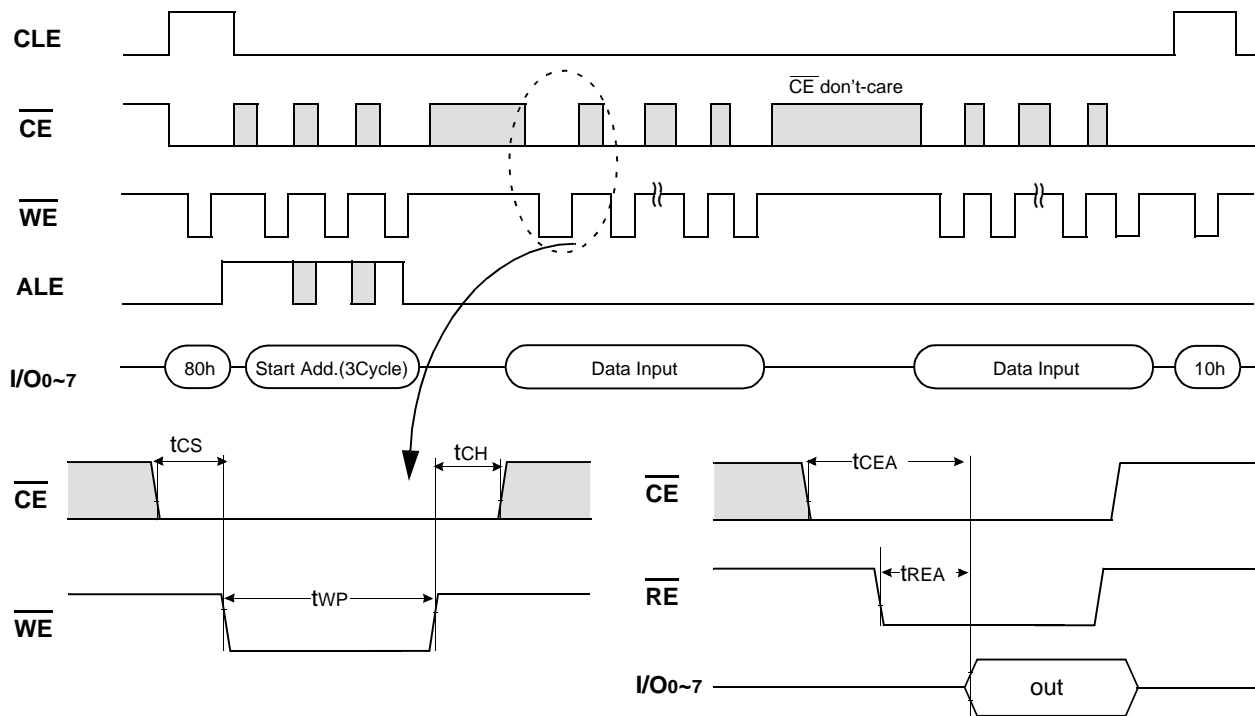 CLE
CE don't-care
CE
WE
ALE
I/O0~7 80h Start Add.(3Cycle) Data Input Data Input 10h
tCS tCH
CE
tWP
WE
tCEA
CE
tREA
RE
I/O0~7 out